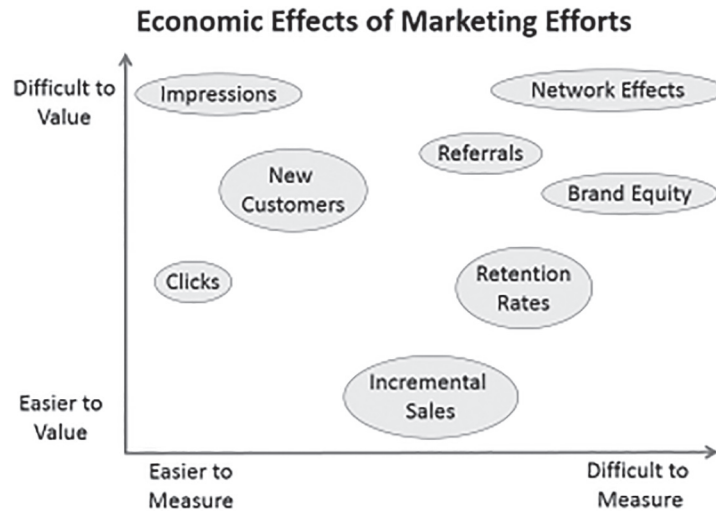 Economic Effects of Marketing Efforts
Difficult to
Value
Impressions
Network Effects
Referrals
New
Customers
Brand Equity
Clicks
Retention
Rates
Incremental
Sales
Easier to
Value
Easier to
Measure
Difficult to
Measure